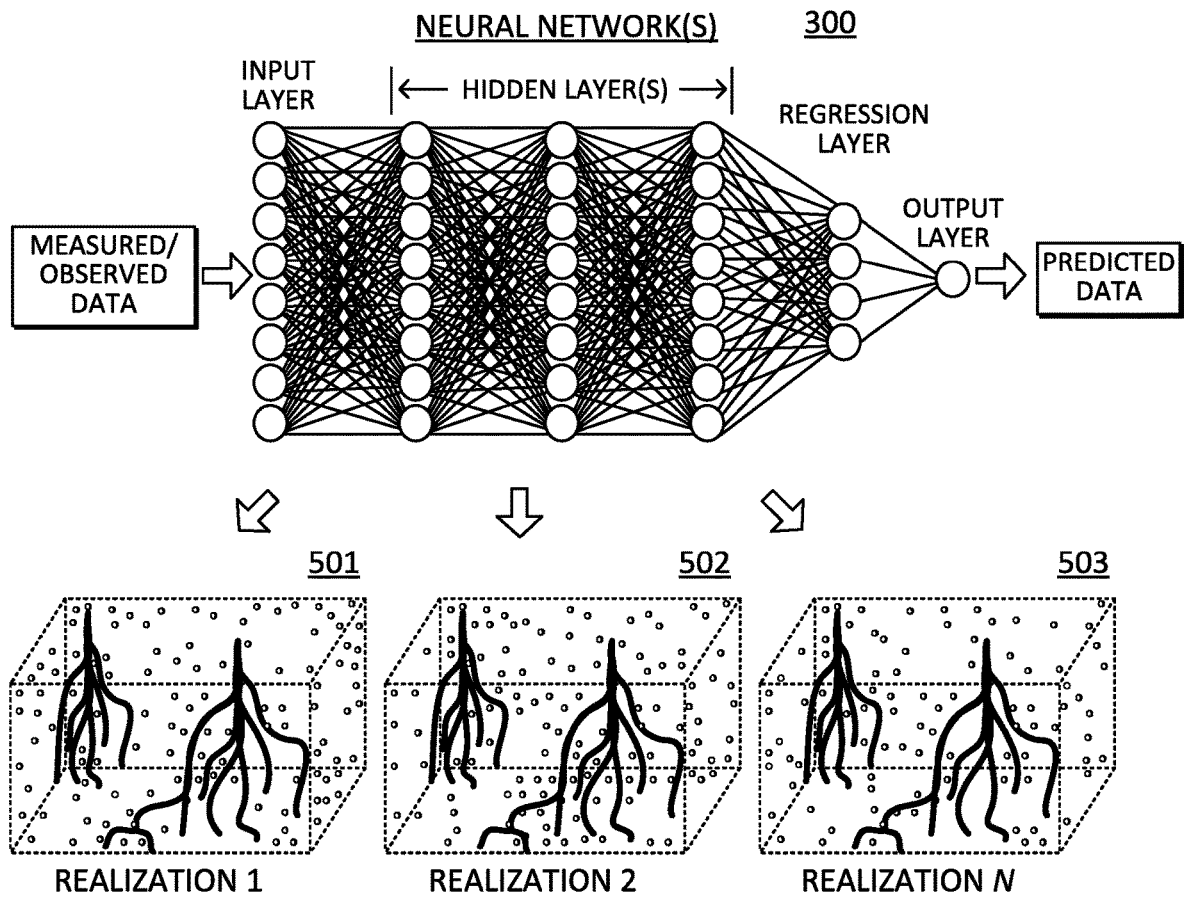 NEURAL NETWORK(S) 300
INPUT
LAYER
HIDDEN LAYER(S)
REGRESSION
LAYER
OUTPUT
LAYER
MEASURED/
OBSERVED
DATA
PREDICTED
DATA
501
502
503
REALIZATION 1
REALIZATION 2
REALIZATION N